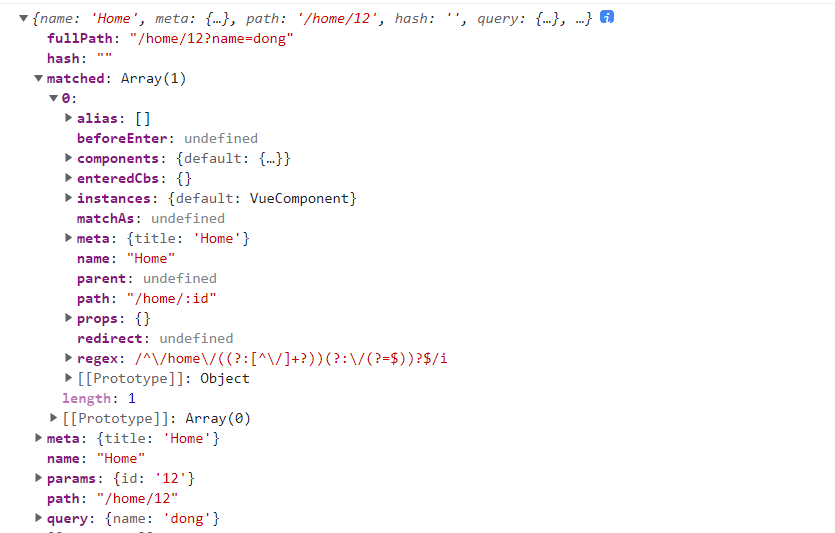 {name: 'Home', meta: {…}, path: '/home/12', hash: '', query: {…}, …} i
fullPath: "/home/12?name=dong"
hash: ""
matched: Array(1)
0:
alias: []
beforeEnter: undefined
components: {default: {…}}
enteredCbs: {}
instances: {default: VueComponent}
matchAs: undefined
meta: {title: 'Home'}
name: "Home"
parent: undefined
path: "/home/:id"
props: {}
redirect: undefined
regex: /^\/home\/((?:[^\/]+?))(?:\/(?=$))?$/i
[[Prototype]]: Object
length: 1
[[Prototype]]: Array(0)
meta: {title: 'Home'}
name: "Home"
params: {id: '12'}
path: "/home/12"
query: {name: 'dong'}